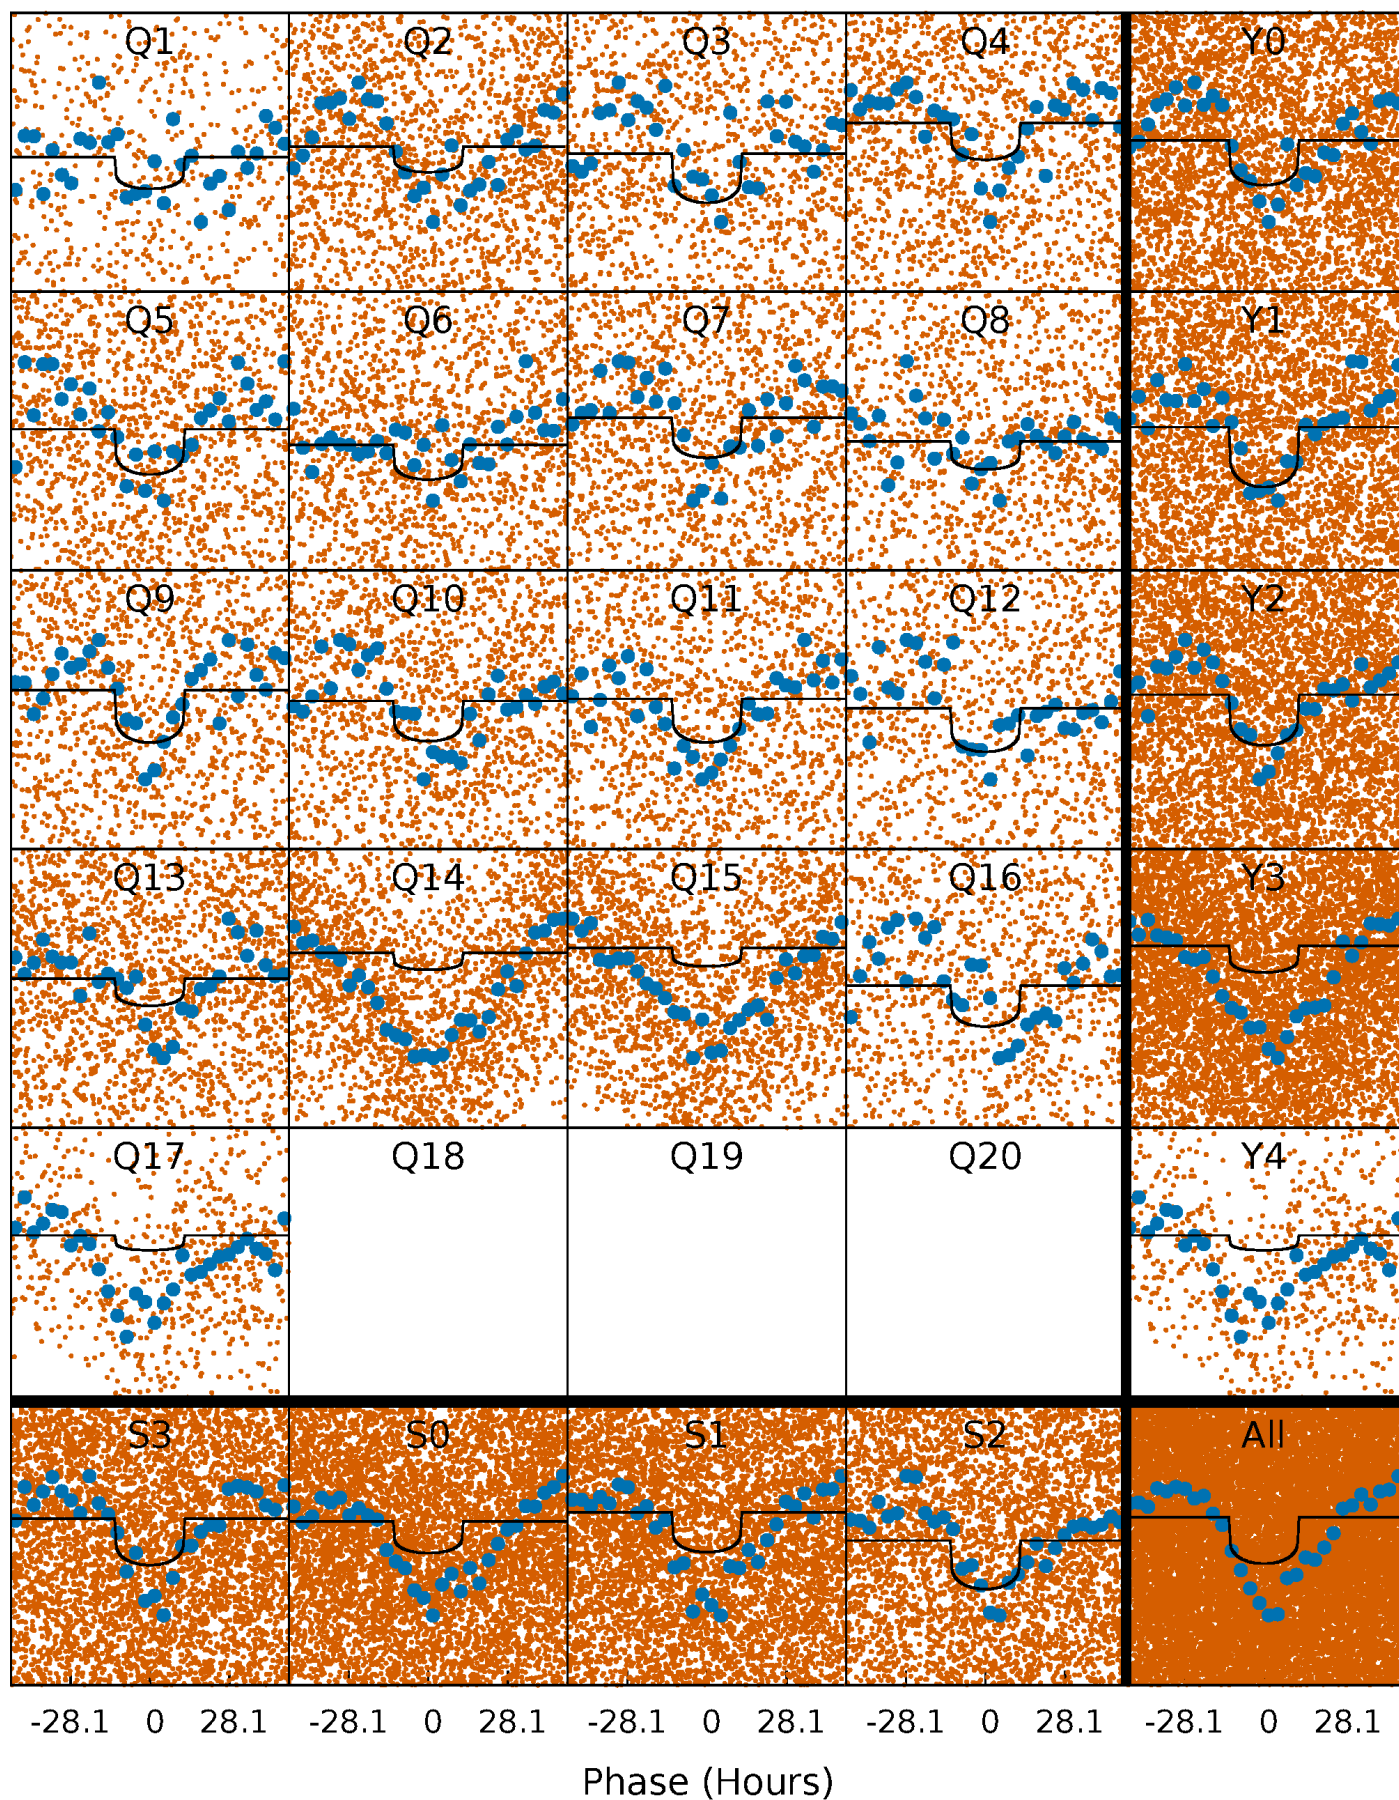 Q1 Q2 Q3 Q4 Y0
Q5 Q6 Q7 Q8 Y1
Q9 Q10 Q11 Q12 Y2
Q13 Q14 Q15 Q16 Y3
Q17 Q18 Q19 Q20 Y4
S3 S0 S1 S2 All
-28.1 0 28.1 -28.1 0 28.1 -28.1 0 28.1 -28.1 0 28.1 -28.1 0 28.1
Phase (Hours)